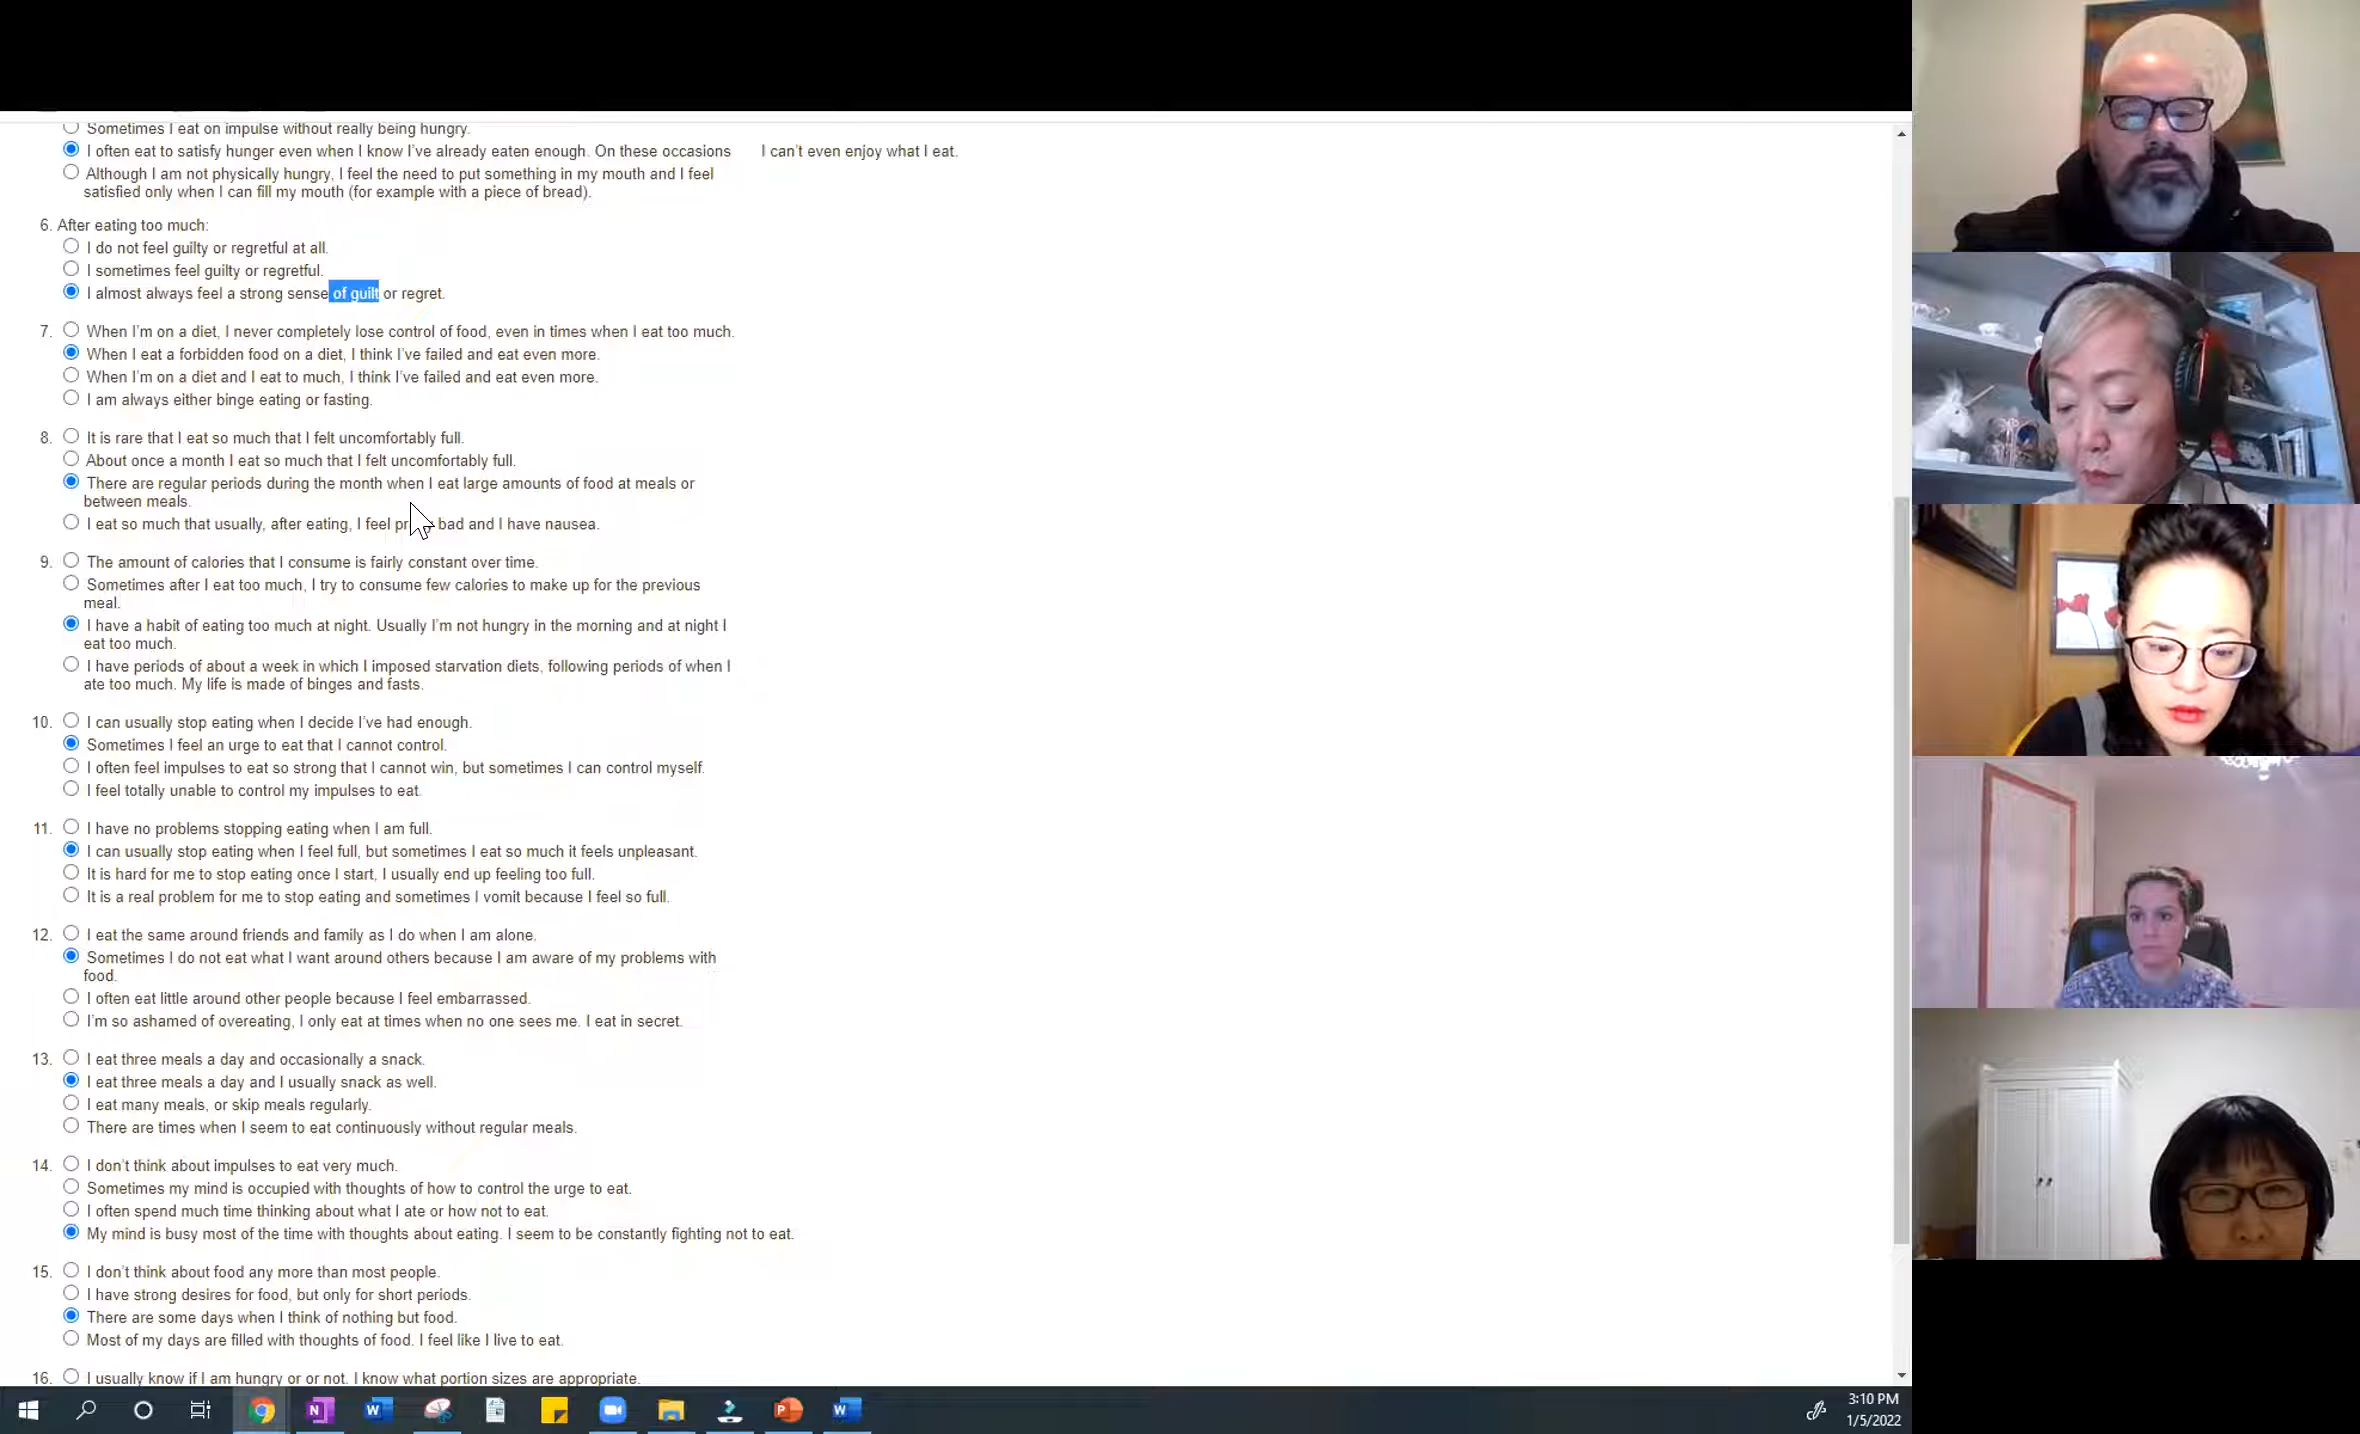 Sometimes I eat on impulse without really being hungry.
I often eat to satisfy hunger even when I know I've already eaten enough. On these occasions I can't even enjoy what I eat.
Although I am not physically hungry, I feel the need to put something in my mouth and I feel
satisfied only when I can fill my mouth (for example with a piece of bread).
6. After eating too much:
I do not feel guilty or regretful at all.
I sometimes feel guilty or regretful.
I almost always feel a strong sense of guilt or regret.
7. When I'm on a diet, I never completely lose control of food, even in times when I eat too much.
When I eat a forbidden food on a diet, I think I've failed and eat even more.
When I'm on a diet and I eat to much, I think I've failed and eat even more.
I am always either binge eating or fasting.
8. It is rare that I eat so much that I felt uncomfortably full.
About once a month I eat so much that I felt uncomfortably full.
There are regular periods during the month when I eat large amounts of food at meals or
between meals.
I eat so much that usually, after eating, I feel bad and I have nausea.
9. The amount of calories that I consume is fairly constant over time.
Sometimes after I eat too much, I try to consume few calories to make up for the previous
meal.
I have a habit of eating too much at night. Usually I'm not hungry in the morning and at night I
eat too much.
I have periods of about a week in which I imposed starvation diets, following periods of when I
ate too much. My life is made of binges and fasts.
10. I can usually stop eating when I decide I've had enough.
Sometimes I feel an urge to eat that I cannot control.
I often feel impulses to eat so strong that I cannot win, but sometimes I can control myself.
I feel totally unable to control my impulses to eat.
11. I have no problems stopping eating when I am full.
I can usually stop eating when I feel full, but sometimes I eat so much it feels unpleasant.
It is hard for me to stop eating once I start, I usually end up feeling too full.
It is a real problem for me to stop eating and sometimes I vomit because I feel so full.
12. I eat the same around friends and family as I do when I am alone.
Sometimes I do not eat what I want around others because I am aware of my problems with
food.
I often eat little around other people because I feel embarrassed.
I'm so ashamed of overeating, I only eat at times when no one sees me. I eat in secret.
13. I eat three meals a day and occasionally a snack.
I eat three meals a day and I usually snack as well.
I eat many meals, or skip meals regularly.
There are times when I seem to eat continuously without regular meals.
14. I don't think about impulses to eat very much.
Sometimes my mind is occupied with thoughts of how to control the urge to eat.
I often spend much time thinking about what I ate or how not to eat.
My mind is busy most of the time with thoughts about eating. I seem to be constantly fighting not to eat.
15. I don't think about food any more than most people.
I have strong desires for food, but only for short periods.
There are some days when I think of nothing but food.
Most of my days are filled with thoughts of food. I feel like I live to eat.
16. I usually know if I am hungry or or not. I know what portion sizes are appropriate.
3:10 PM
1/5/2022